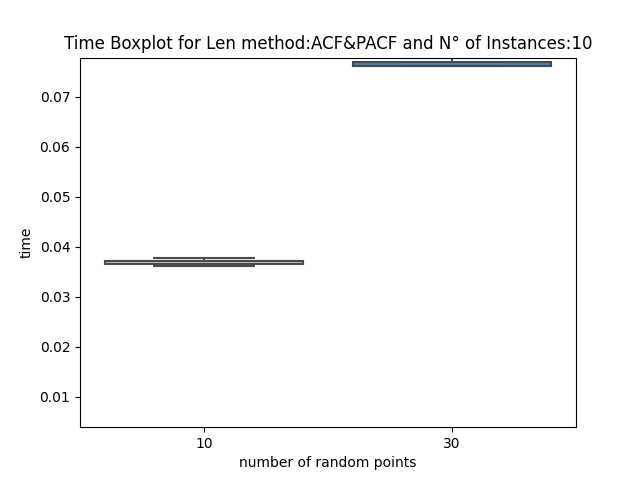 Time Boxplot for Len method:ACF&PACF and N° of Instances:10
0.07
0.06
0.05
0.04
0.03
0.02
0.01
time
10 30
number of random points